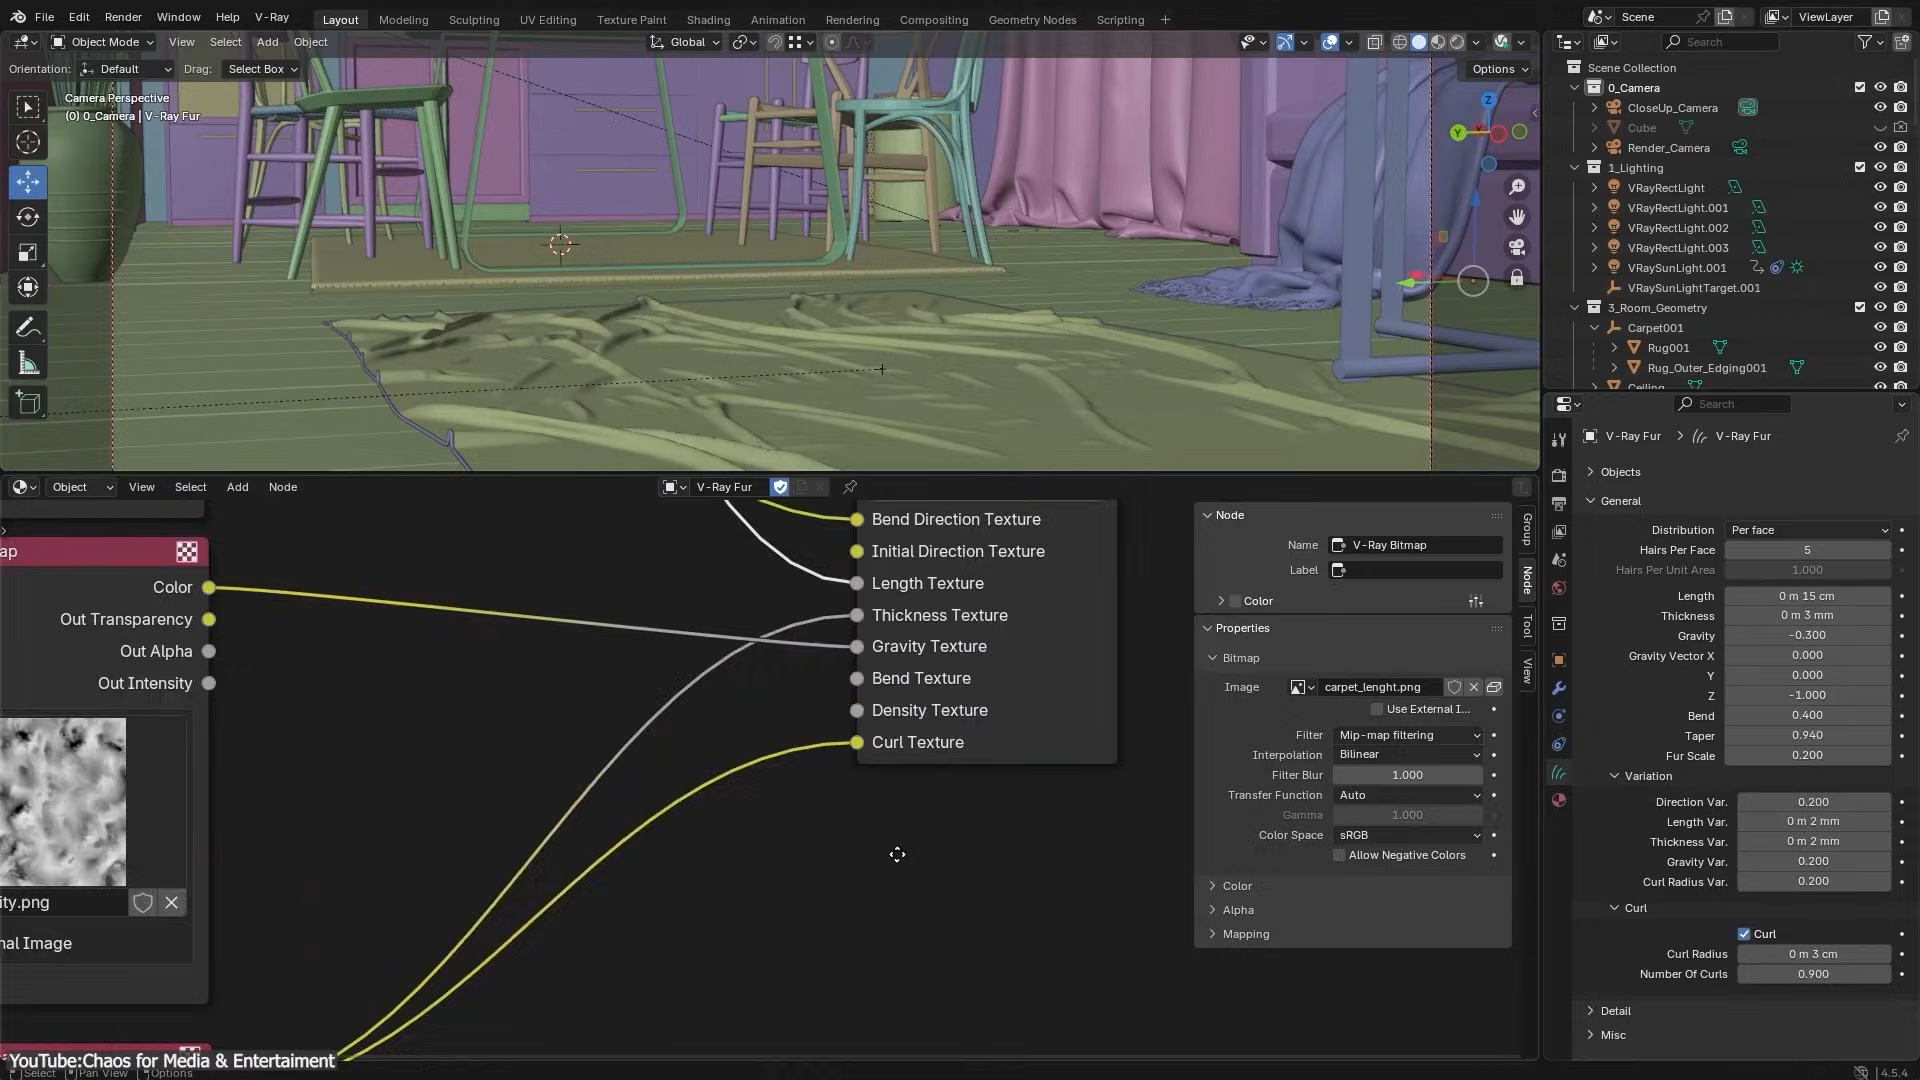 File Edit Render Window Help V-Ray Layout Modeling Sculpting UV Editing Texture Paint Shading Animation Rendering Compositing Geometry Nodes Scripting + Scene ViewLayer
Object Mode View Select Add Object Global Search
Orientation: Default Drag: Select Box Options
Camera Perspective
(0) 0_Camera | V-Ray Fur
Z
Y
Scene Collection
0_Camera
CloseUp_Camera
Cube
Render_Camera
1_Lighting
VRayRectLight
VRayRectLight.001
VRayRectLight.002
VRayRectLight.003
VRaySunLight.001
VRaySunLightTarget.001
3_Room_Geometry
Carpet001
Rug001
Rug_Outer_Edging001
Ceiling
Object View Select Add Node V-Ray Fur
ap
Color
Out Transparency
Out Alpha
Out Intensity
ity.png
nal Image
Bend Direction Texture
Initial Direction Texture
Length Texture
Thickness Texture
Gravity Texture
Bend Texture
Density Texture
Curl Texture
Node
Name V-Ray Bitmap
Label
Color
Properties
Bitmap
Image carpet_lenght.png
Use External I...
Filter Mip-map filtering
Interpolation Bilinear
Filter Blur 1.000
Transfer Function Auto
Gamma 1.000
Color Space sRGB
Allow Negative Colors
Color
Alpha
Mapping
Group
Node
Tool
View
Search
V-Ray Fur > V-Ray Fur
Objects
General
Distribution Per face
Hairs Per Face 5
Hairs Per Unit Area 1.000
Length 0 m 15 cm
Thickness 0 m 3 mm
Gravity -0.300
Gravity Vector X 0.000
Y 0.000
Z -1.000
Bend 0.400
Taper 0.940
Fur Scale 0.200
Variation
Direction Var. 0.200
Length Var. 0 m 2 mm
Thickness Var. 0 m 2 mm
Gravity Var. 0.200
Curl Radius Var. 0.200
Curl
Curl
Curl Radius 0 m 3 cm
Number Of Curls 0.900
Detail
Misc
YouTube:Chaos for Media & Entertaiment
Select Pan View Options 4.5.4